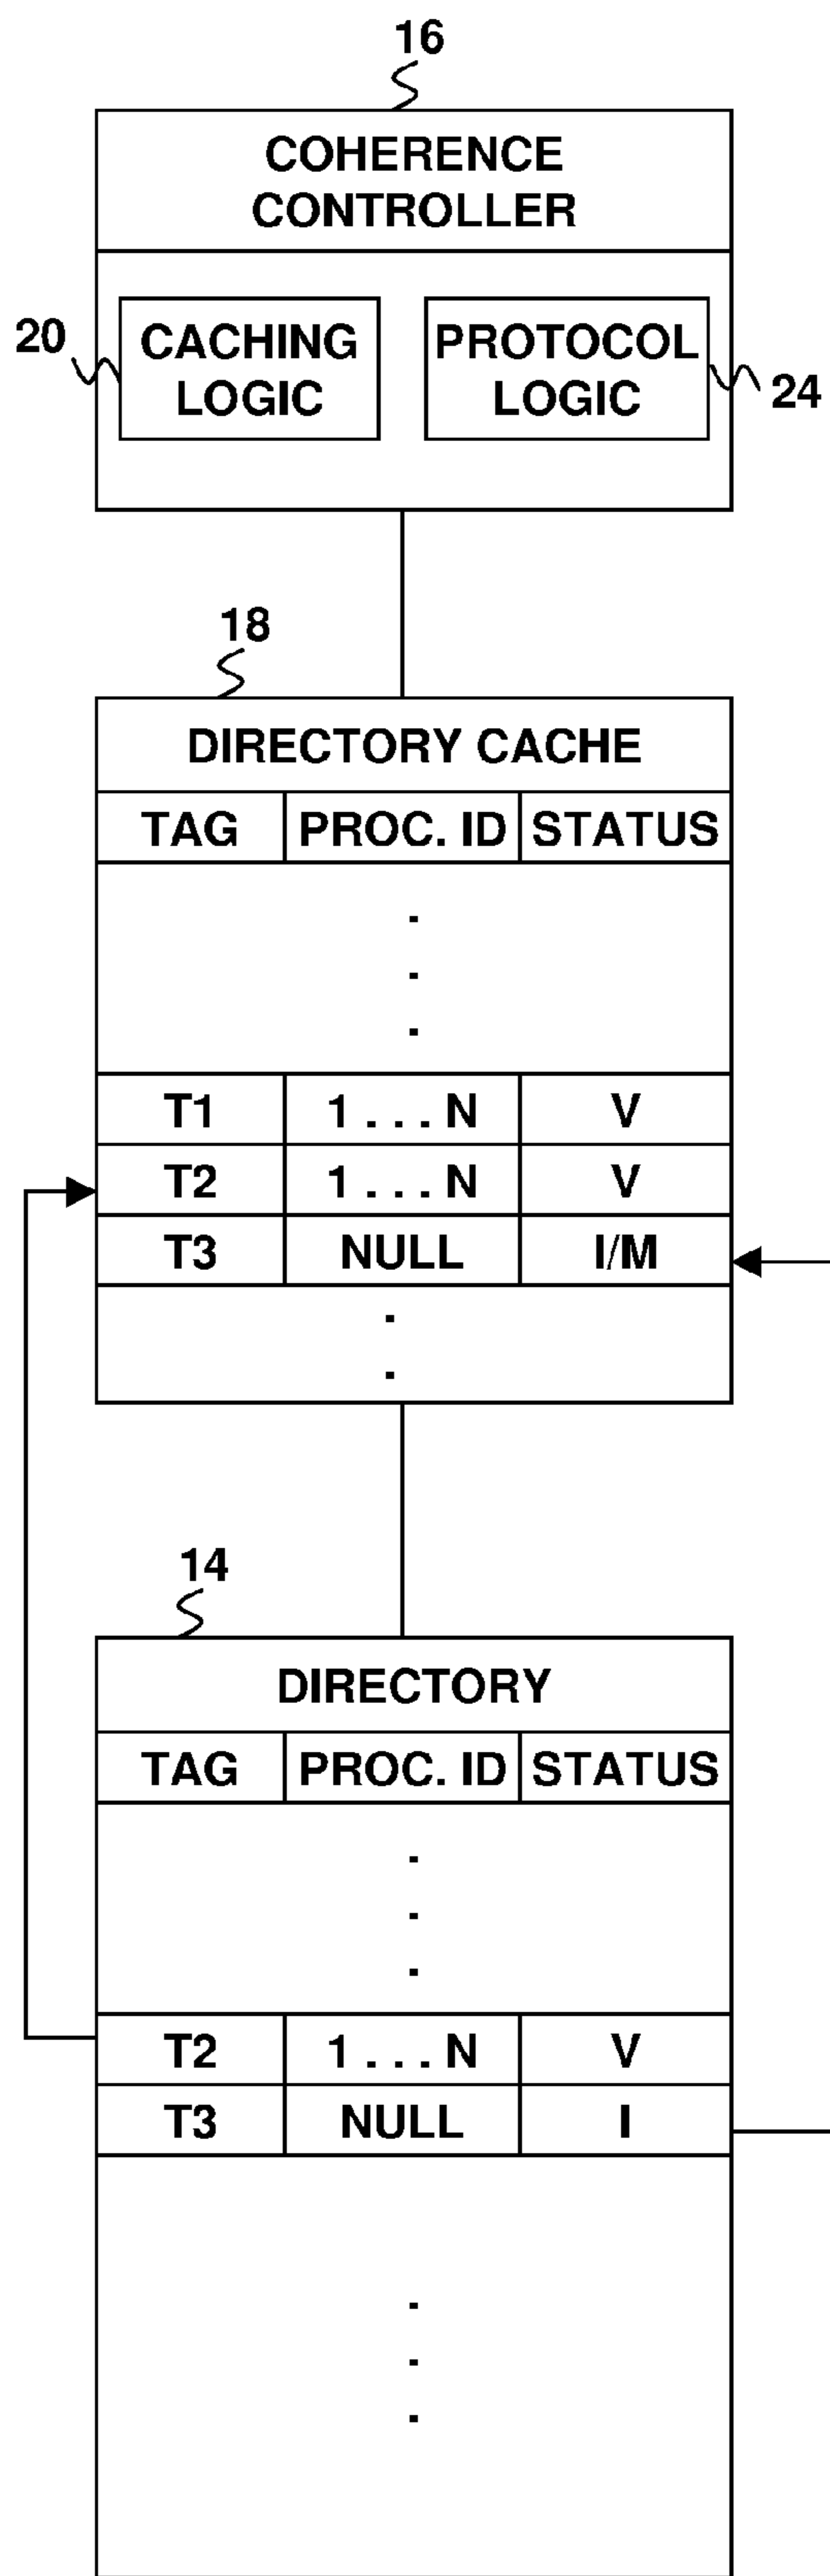 16
COHERENCE
CONTROLLER
20
CACHING
LOGIC
PROTOCOL
LOGIC
24
18
DIRECTORY CACHE
TAG PROC. ID STATUS
.
.
.
T1 1 . . . N V
T2 1 . . . N V
T3 NULL I/M
.
.
14
DIRECTORY
TAG PROC. ID STATUS
.
.
.
T2 1 . . . N V
T3 NULL I
.
.
.